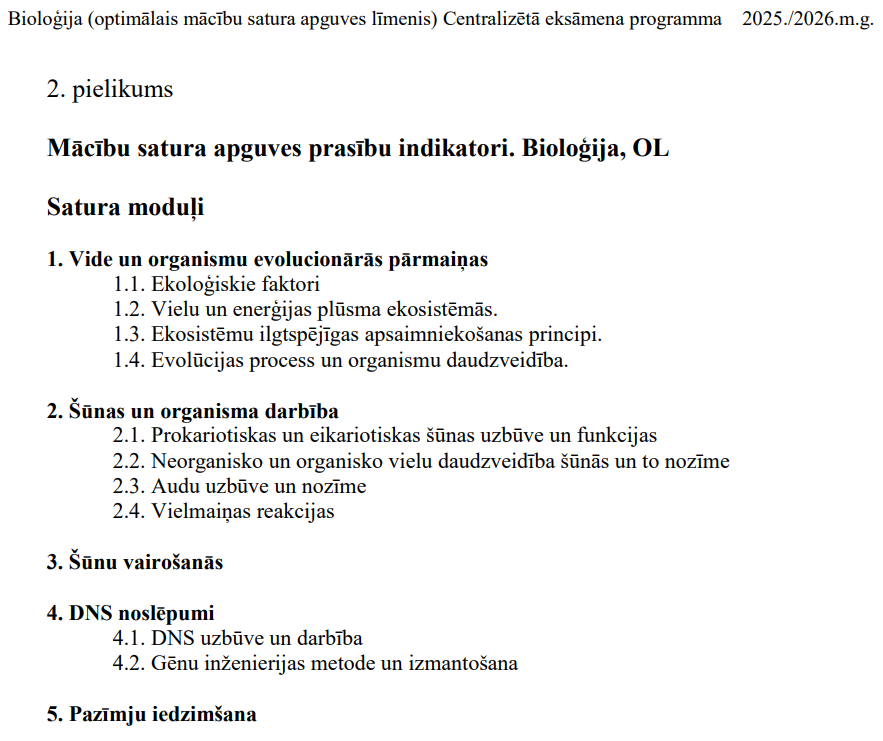 Bioloģija (optimālais mācību satura apguves līmenis) Centralizētā eksāmena programma 2025./2026.m.g.
2. pielikums
Mācību satura apguves prasību indikatori. Bioloģija, OL
Satura moduļi
1. Vide un organismu evolucionārās pārmaiņas
1.1. Ekoloģiskie faktori
1.2. Vielu un enerģijas plūsma ekosistēmās.
1.3. Ekosistēmu ilgtspējīgas apsaimniekošanas principi.
1.4. Evolūcijas process un organismu daudzveidība.
2. Šūnas un organisma darbība
2.1. Prokariotiskas un eikariotiskas šūnas uzbūve un funkcijas
2.2. Neorganisko un organisko vielu daudzveidība šūnās un to nozīme
2.3. Audu uzbūve un nozīme
2.4. Vielmaiņas reakcijas
3. Šūnu vairošanās
4. DNS noslēpumi
4.1. DNS uzbūve un darbība
4.2. Gēnu inženierijas metode un izmantošana
5. Pazīmju iedzimšana